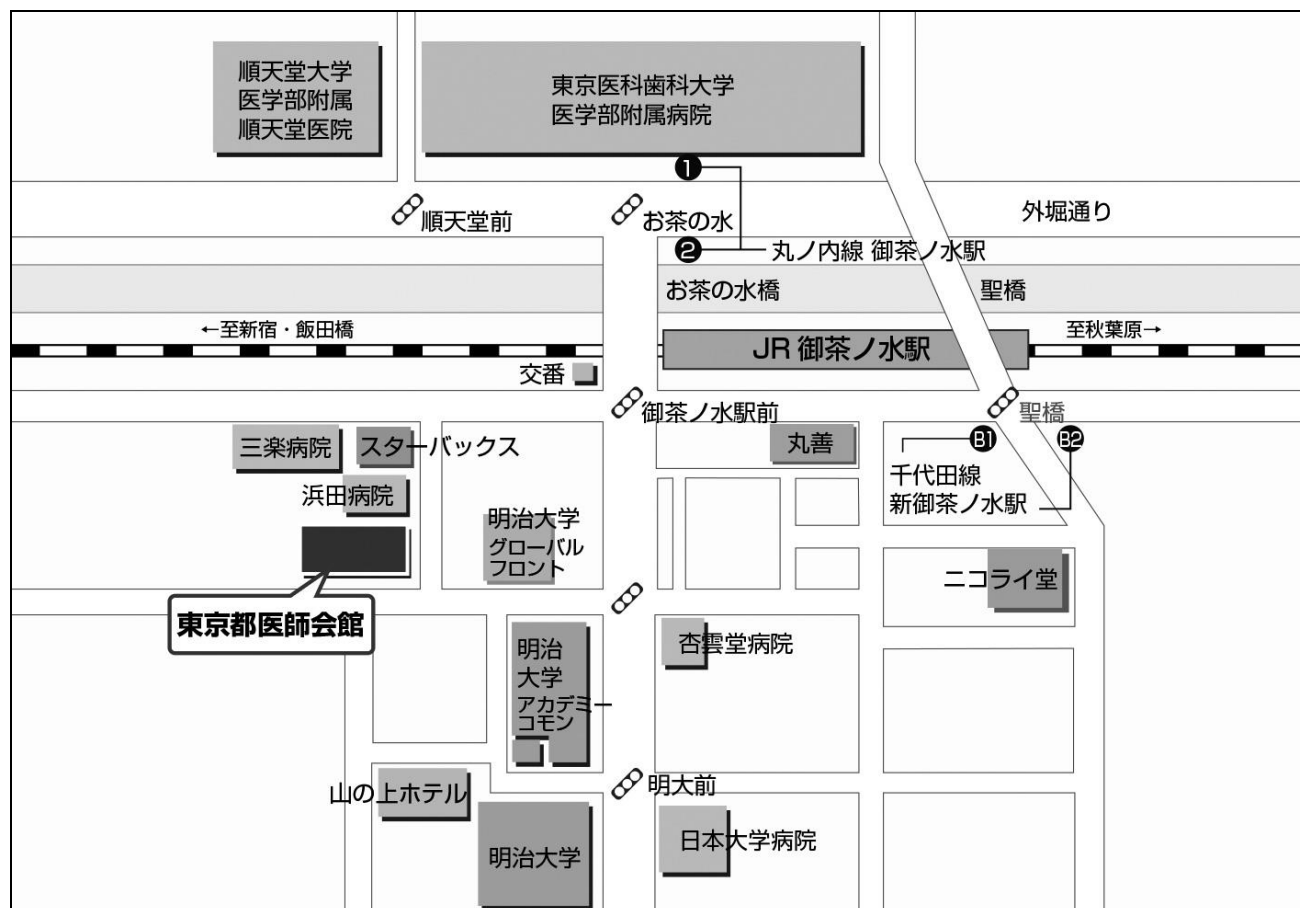 順天堂大学
医学部附属
順天堂医院
東京医科歯科大学
医学部附属病院
1
順天堂前
お茶の水
外堀通り
2
丸ノ内線 御茶ノ水駅
お茶の水橋
聖橋
←至新宿・飯田橋
JR 御茶ノ水駅
至秋葉原→
交番
御茶ノ水駅前
聖橋
三楽病院
スターバックス
丸善
B1
B2
千代田線
新御茶ノ水駅
浜田病院
明治大学
グローバル
フロント
ニコライ堂
東京都医師会館
明治
大学
アカデミー
コモン
杏雲堂病院
明大前
山の上ホテル
明治大学
日本大学病院